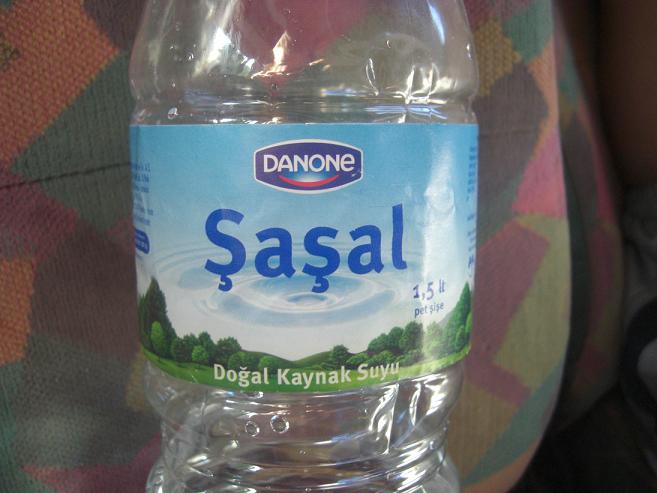 DANONE
Şaşal
1,5 lt
pet şişe
Doğal Kaynak Suyu